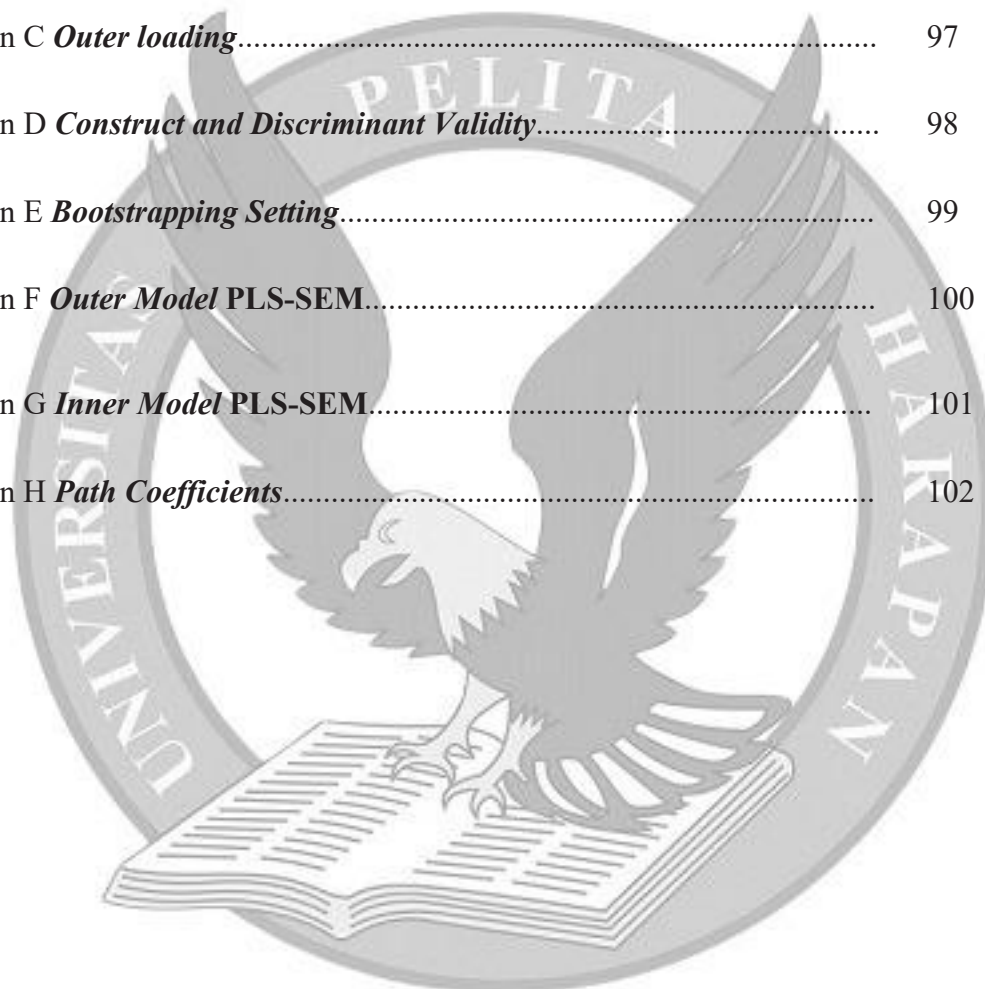 n C Outer loading................................................................................ 97
PELITA
n D Construct and Discriminant Validity........................................... 98
n E Bootstrapping Setting................................................................... 99
n F Outer Model PLS-SEM................................................................ 100
UNIVERSITAS
HARAPAN
n G Inner Model PLS-SEM............................................................... 101
n H Path Coefficients.......................................................................... 102